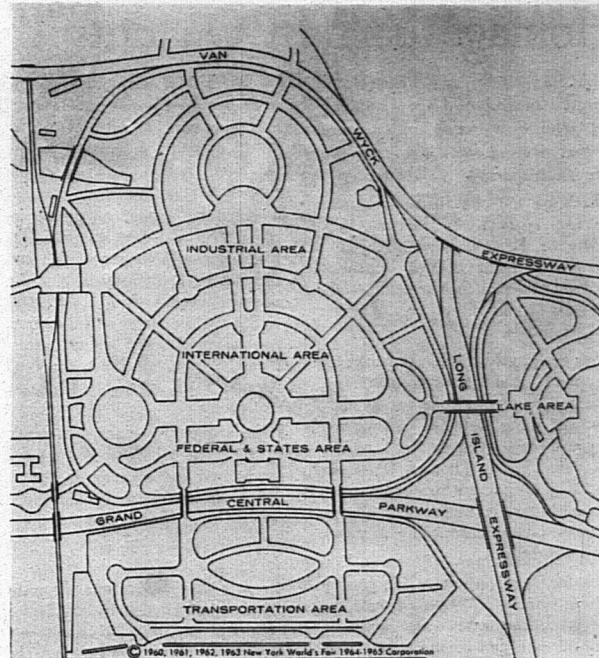 VAN
WYCK
EXPRESSWAY
INDUSTRIAL AREA
INTERNATIONAL AREA
LONG
ISLAND
EXPRESSWAY
LAKE AREA
FEDERAL & STATES AREA
GRAND
CENTRAL
PARKWAY
TRANSPORTATION AREA
© 1960, 1961, 1962, 1963 New York World's Fair 1964-1965 Corporation